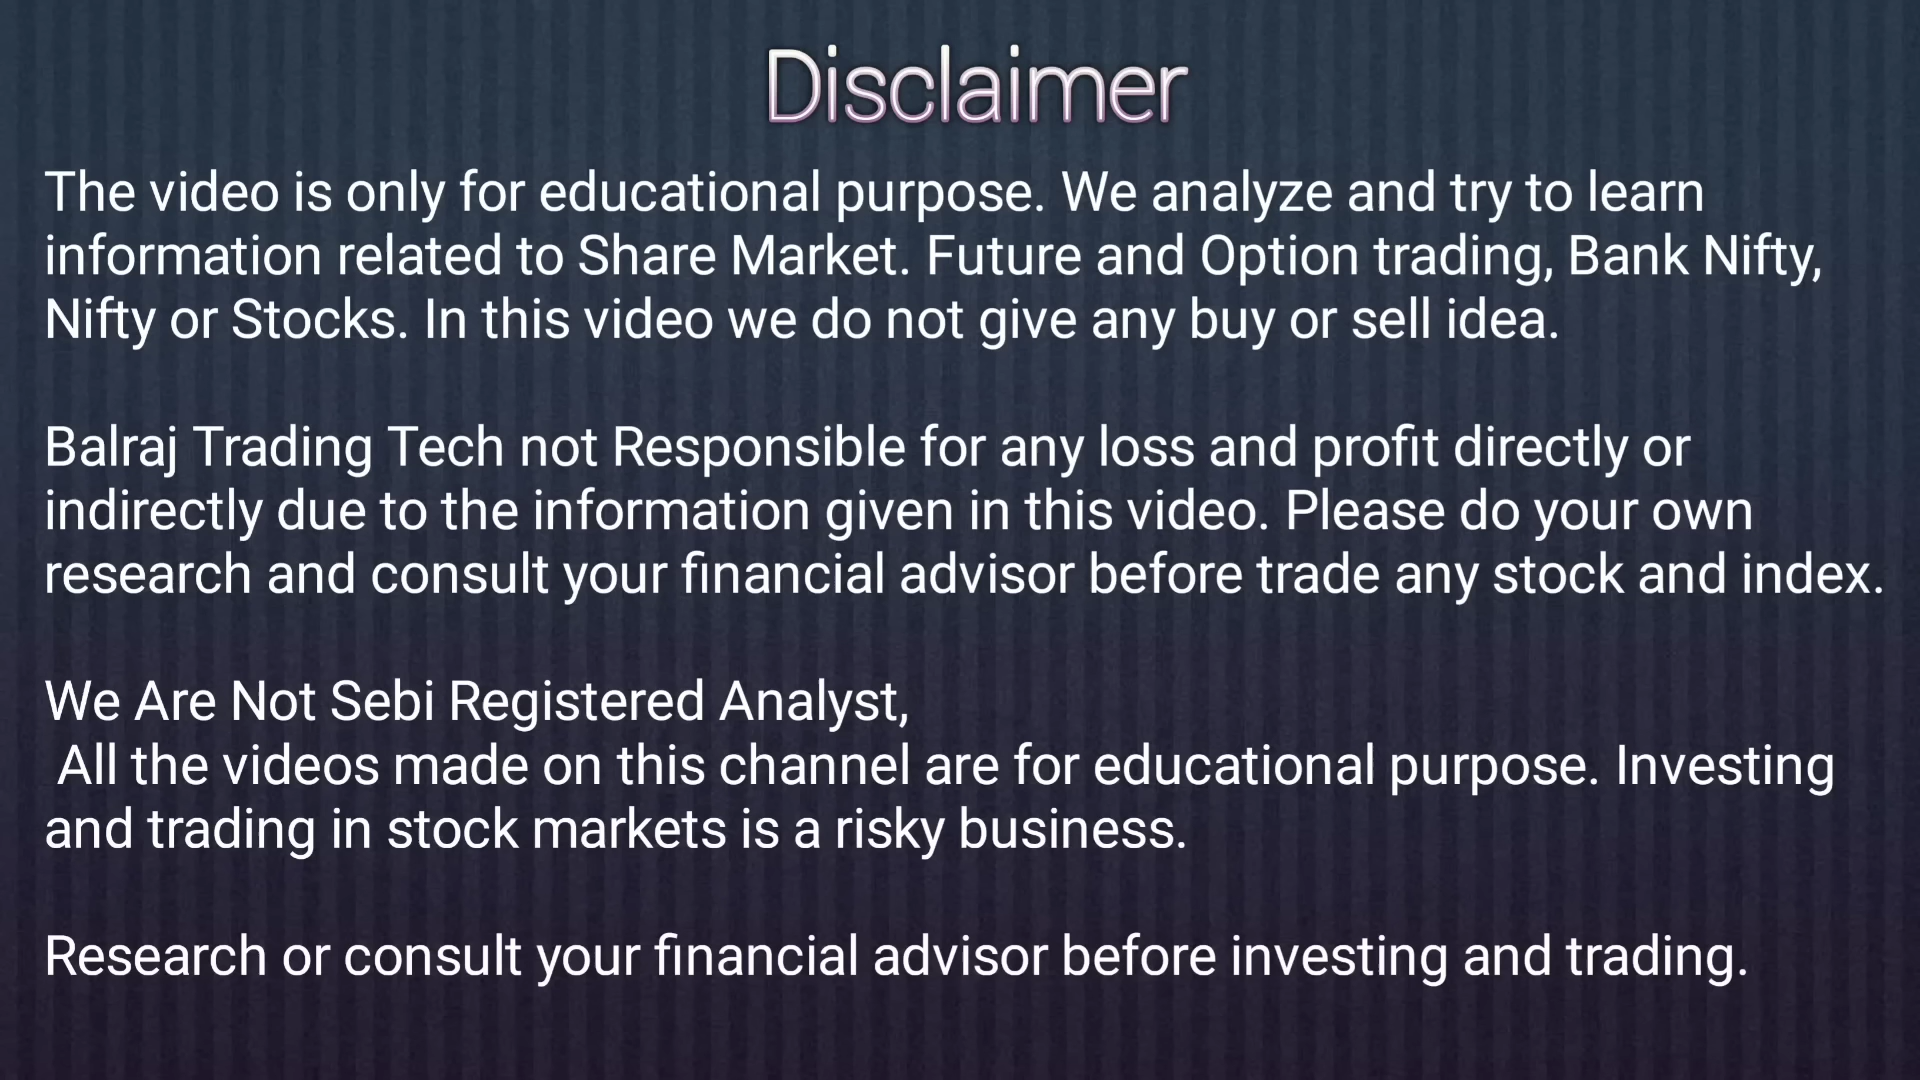 Disclaimer
The video is only for educational purpose. We analyze and try to learn
information related to Share Market. Future and Option trading, Bank Nifty,
Nifty or Stocks. In this video we do not give any buy or sell idea.
Balraj Trading Tech not Responsible for any loss and profit directly or
indirectly due to the information given in this video. Please do your own
research and consult your financial advisor before trade any stock and index.
We Are Not Sebi Registered Analyst,
All the videos made on this channel are for educational purpose. Investing
and trading in stock markets is a risky business.
Research or consult your financial advisor before investing and trading.